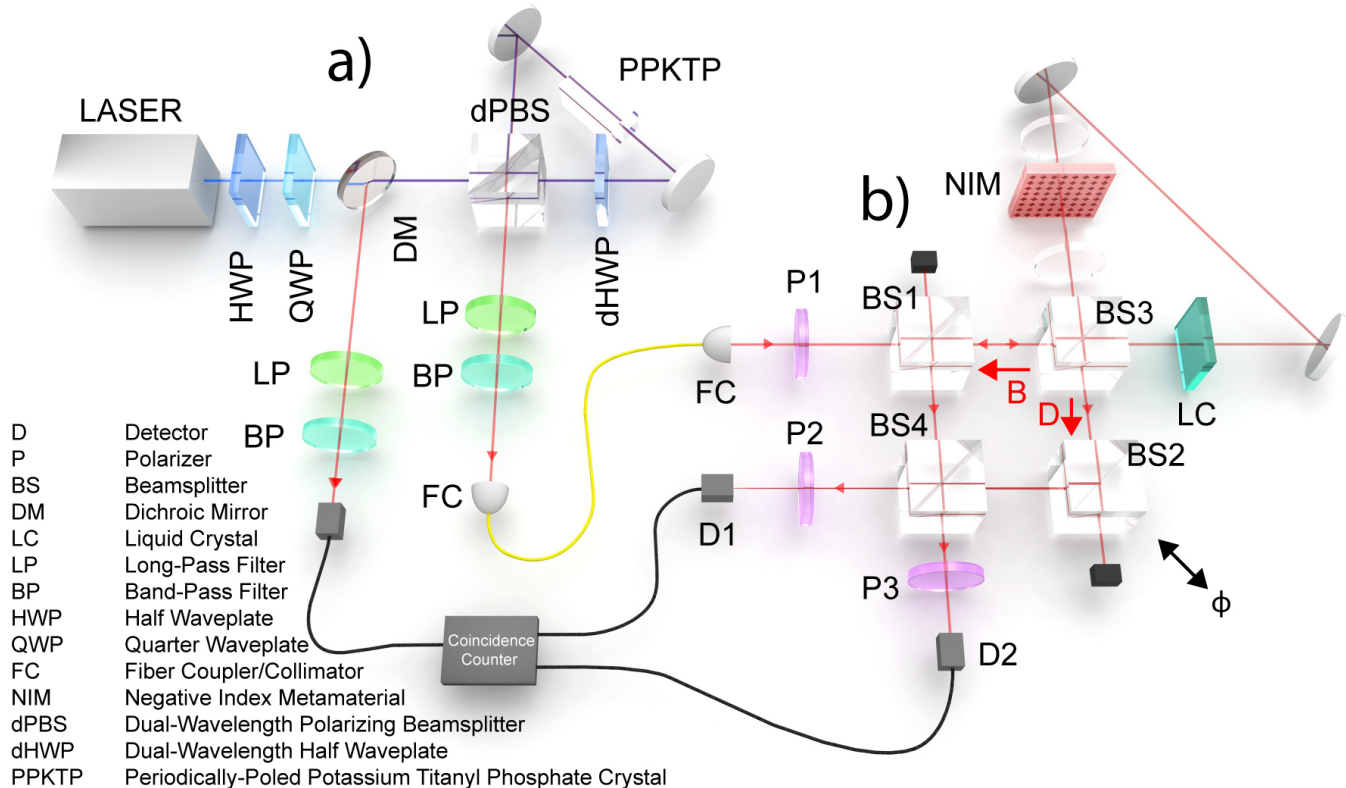 a)
PPKTP
LASER
dPBS
HWP
QWP
DM
dHWP
LP
BP
LP
BP
FC
b)
NIM
P1
BS1
BS3
FC
B
D
LC
P2
BS4
BS2
D1
P3
ϕ
D2
Coincidence
Counter
D Detector
P Polarizer
BS Beamsplitter
DM Dichroic Mirror
LC Liquid Crystal
LP Long-Pass Filter
BP Band-Pass Filter
HWP Half Waveplate
QWP Quarter Waveplate
FC Fiber Coupler/Collimator
NIM Negative Index Metamaterial
dPBS Dual-Wavelength Polarizing Beamsplitter
dHWP Dual-Wavelength Half Waveplate
PPKTP Periodically-Poled Potassium Titanyl Phosphate Crystal